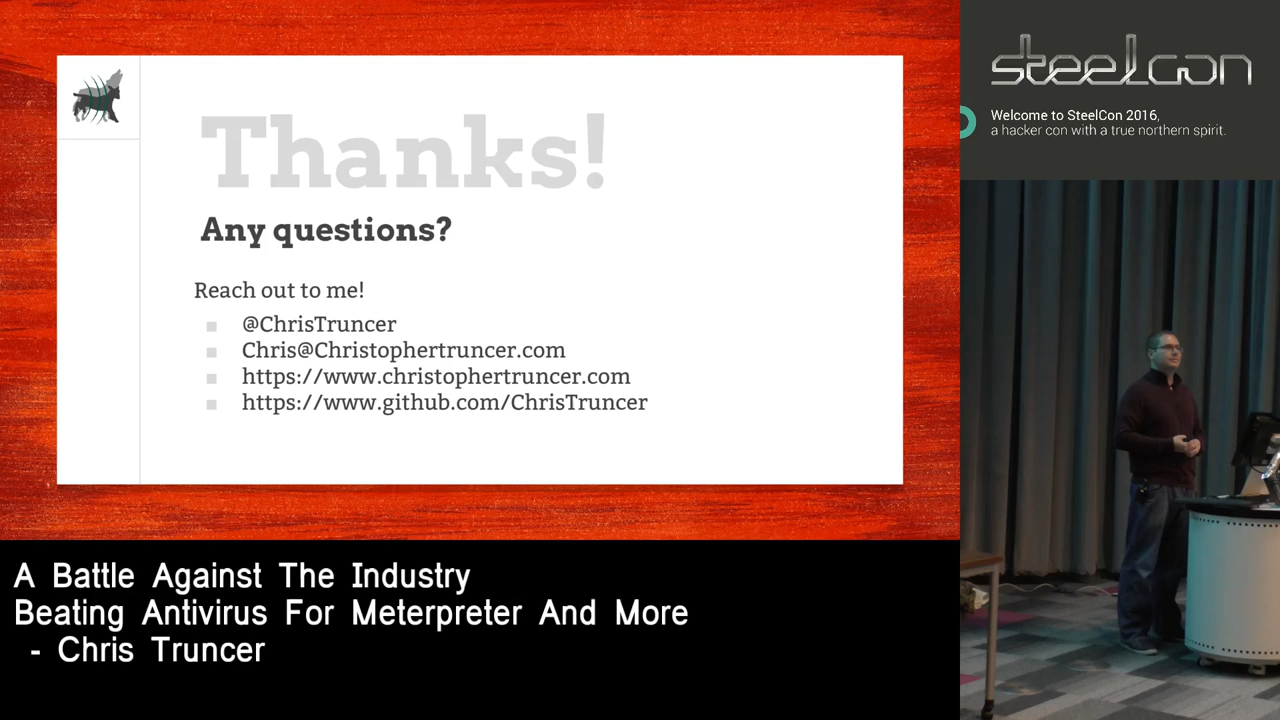 Thanks!
Any questions?
Reach out to me!
@ChrisTruncer
Chris@Christophertruncer.com
https://www.christophertruncer.com
https://www.github.com/ChrisTruncer
steelcon
Welcome to SteelCon 2016,
a hacker con with a true northern spirit.
A Battle Against The Industry
Beating Antivirus For Meterpreter And More
- Chris Truncer